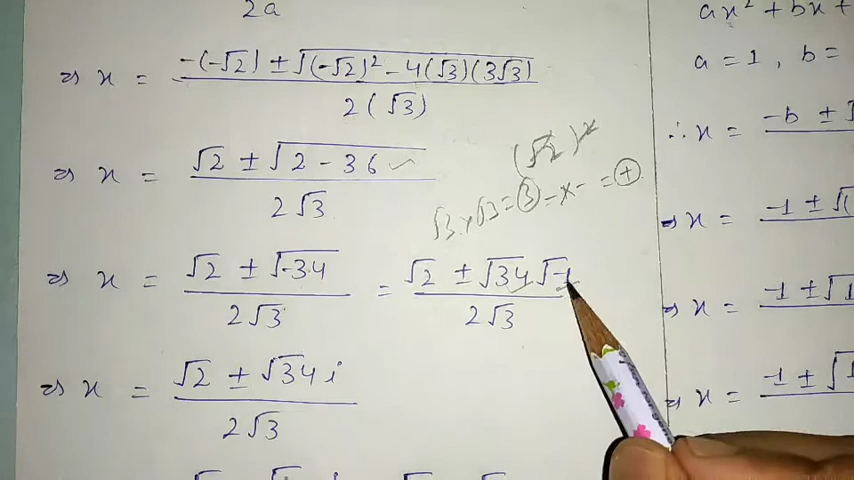 2a
⇒ x = -(-√2) ± √(-√2)² - 4(√3)(3√3) / 2(√3)
⇒ x = √2 ± √2 - 36 / 2√3
(√2)²
√3×√3 = 3 - × - = +
⇒ x = √2 ± √-34 / 2√3 = √2 ± √34 √-1 / 2√3
⇒ x = √2 ± √34 i / 2√3
ax² + bx +
a = 1, b =
∴ x = -b ± √
⇒ x = -1 ± √(
⇒ x = -1 ± √1
⇒ x = -1 ± √1